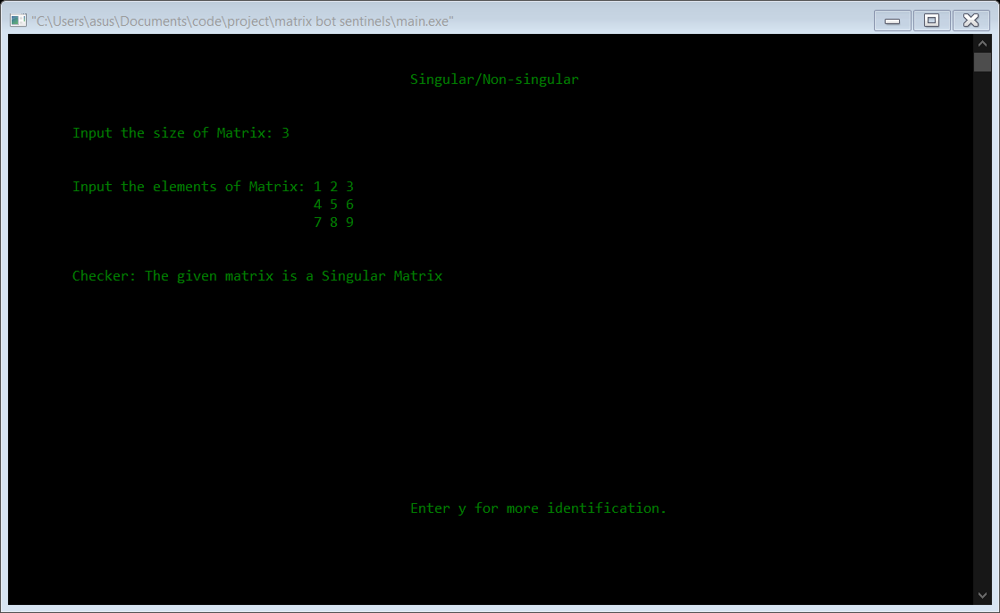 "C:\Users\asus\Documents\code\project\matrix bot sentinels\main.exe"
Singular/Non-singular
Input the size of Matrix: 3
Input the elements of Matrix: 1 2 3
4 5 6
7 8 9
Checker: The given matrix is a Singular Matrix
Enter y for more identification.